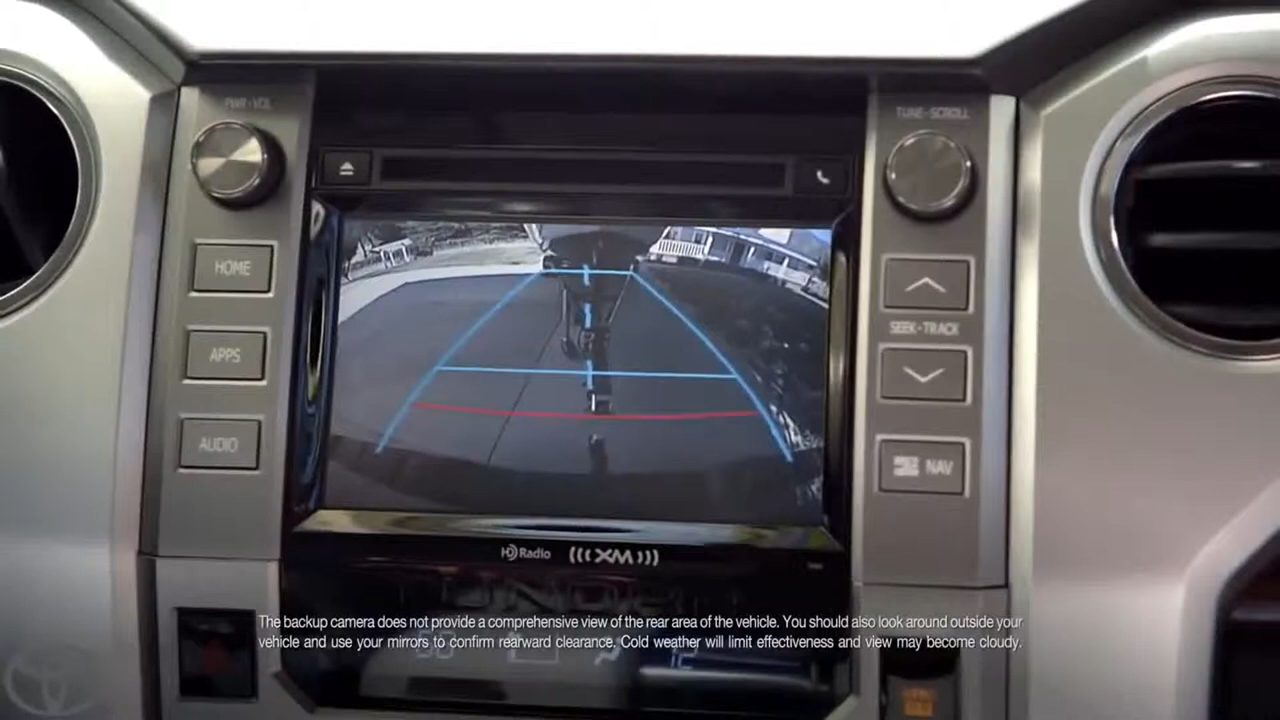 PWR•VOL
TUNE•SCROLL
HOME
APPS
AUDIO
SEEK•TRACK
NAV
HD Radio
((( XM )))
The backup camera does not provide a comprehensive view of the rear area of the vehicle. You should also look around outside your
vehicle and use your mirrors to confirm rearward clearance. Cold weather will limit effectiveness and view may become cloudy.